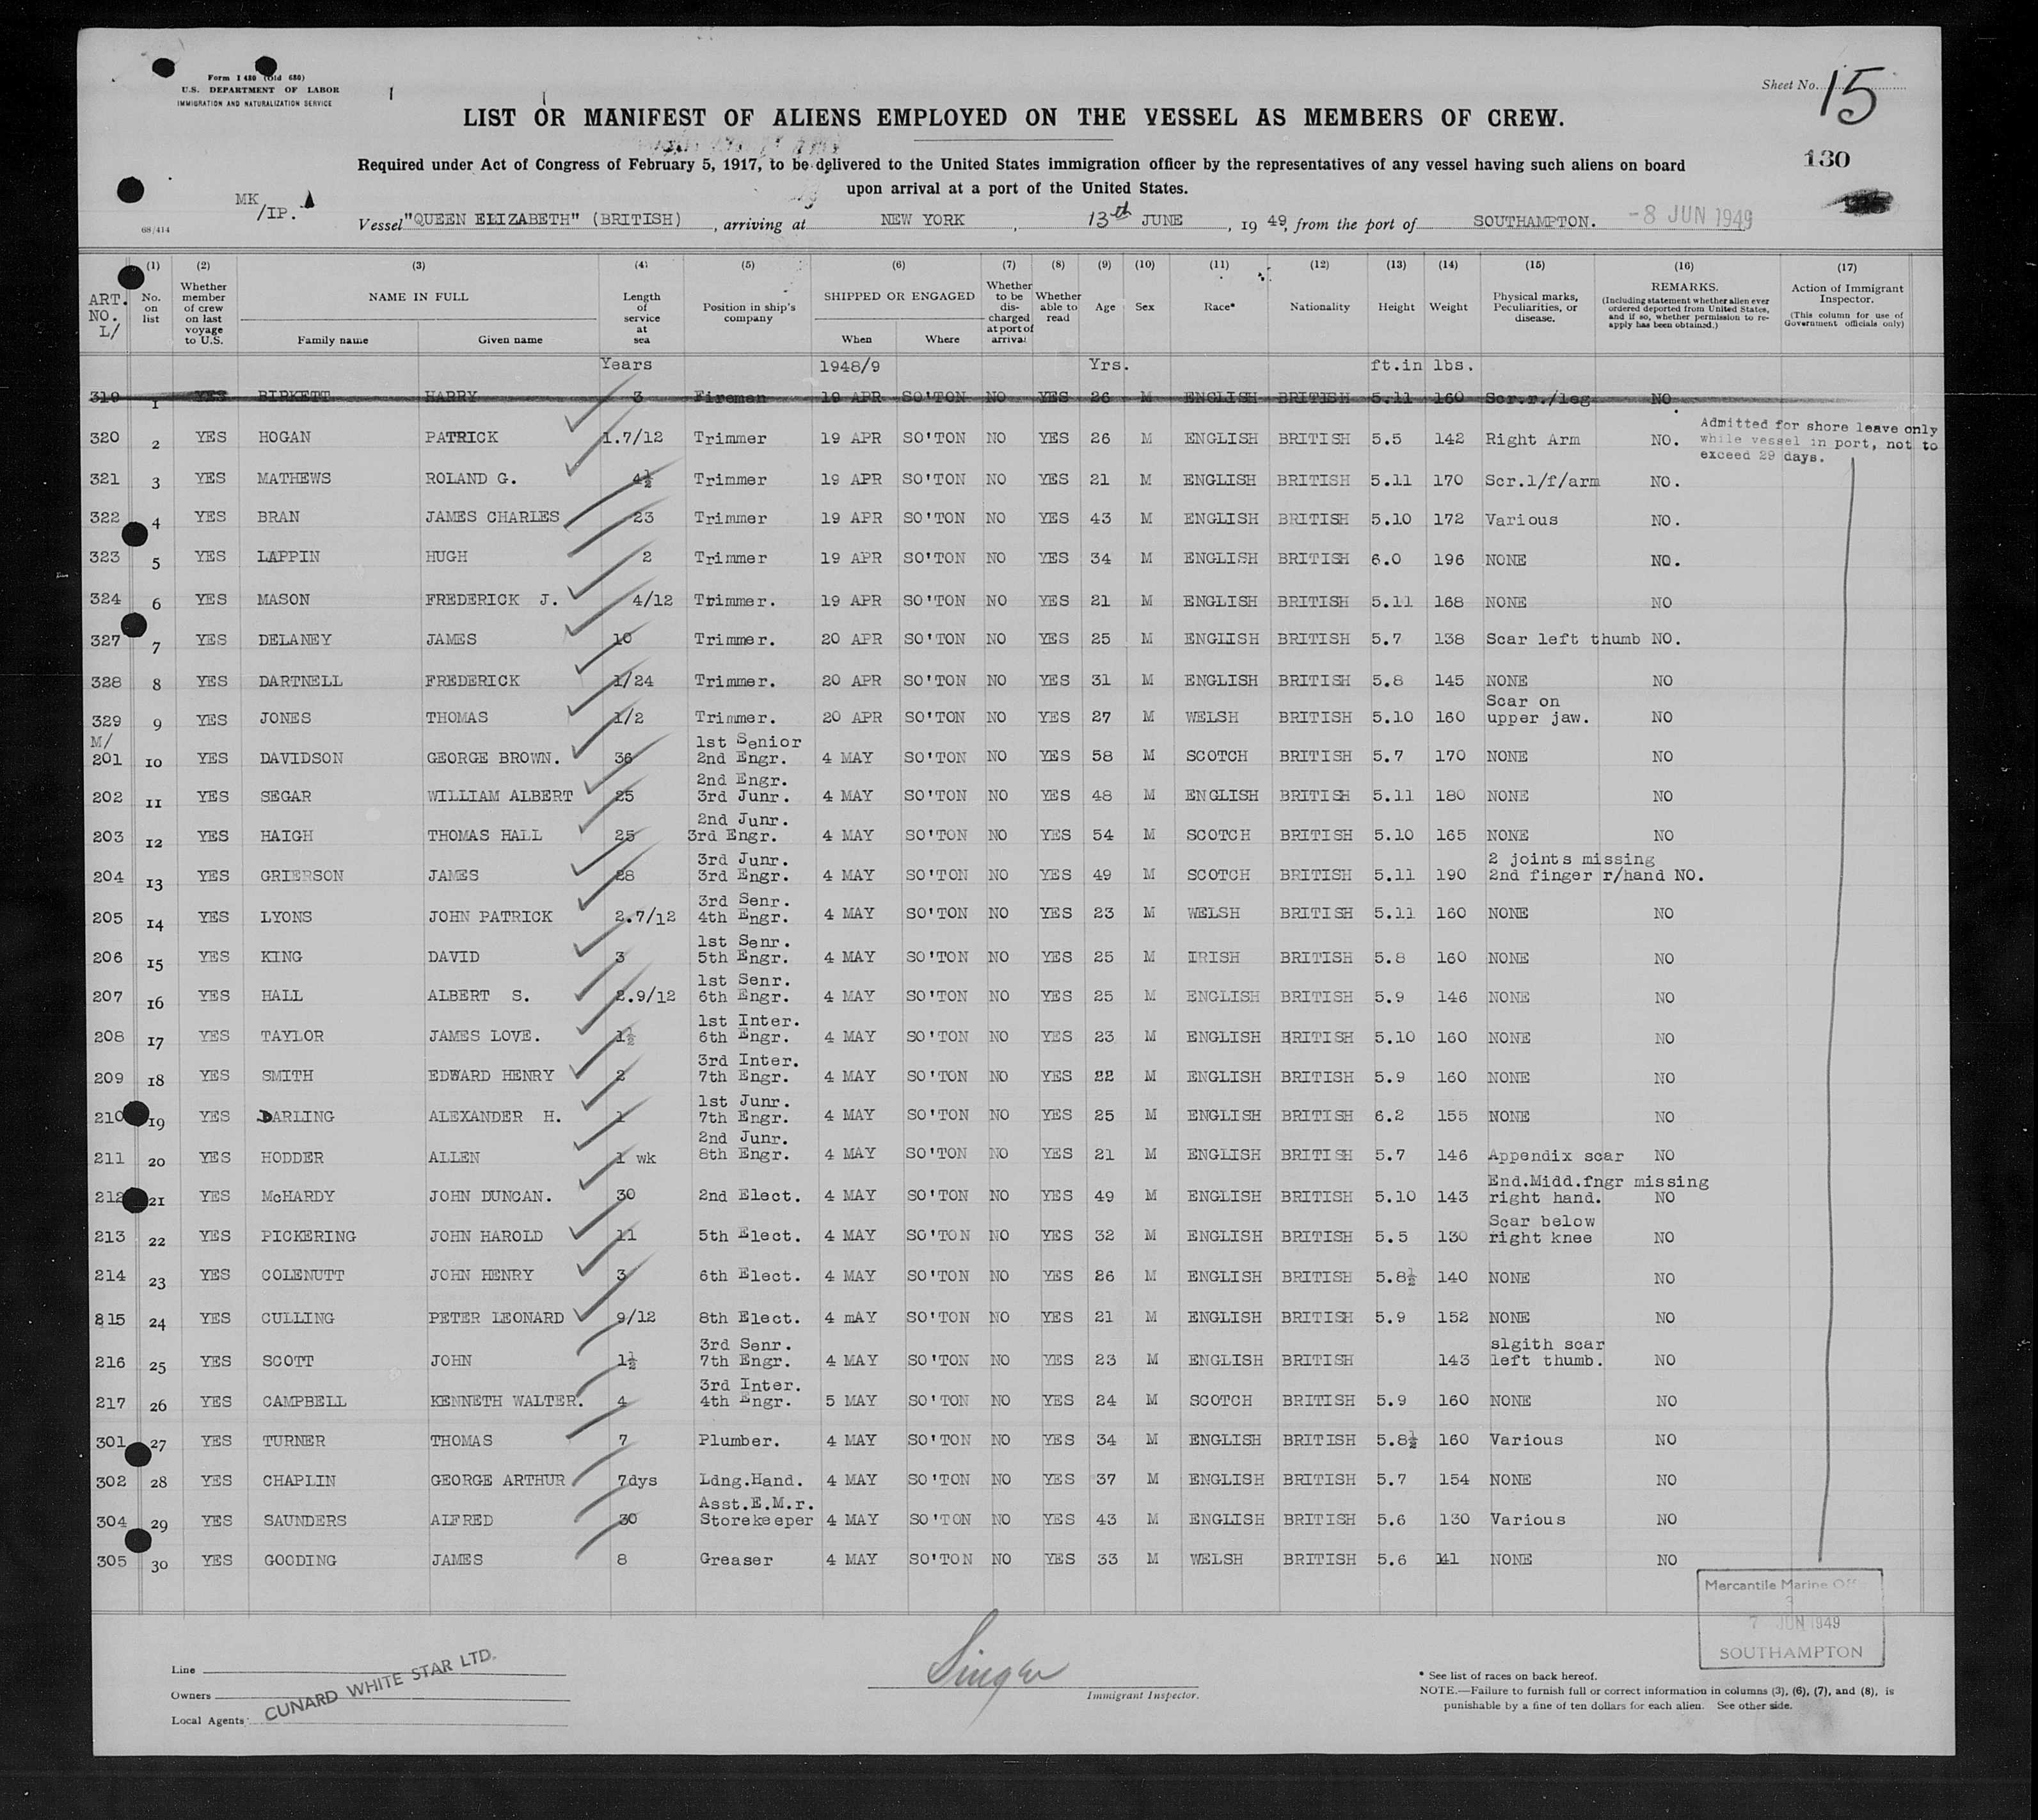 Form I 480 (Old 680)
U.S. DEPARTMENT OF LABOR
IMMIGRATION AND NATURALIZATION SERVICE
Sheet No. 15
LIST OR MANIFEST OF ALIENS EMPLOYED ON THE VESSEL AS MEMBERS OF CREW.
130
Required under Act of Congress of February 5, 1917, to be delivered to the United States immigration officer by the representatives of any vessel having such aliens on board
upon arrival at a port of the United States.
MK
/IP.
68/414
Vessel "QUEEN ELIZABETH" (BRITISH), arriving at NEW YORK, 13th JUNE, 19 49, from the port of SOUTHAMPTON. -8 JUN 1949
ART. NO. L/ (1) No. on list (2) Whether member of crew on last voyage to U.S. (3) NAME IN FULL Family name Given name (4) Length of service at sea (5) Position in ship's company (6) SHIPPED OR ENGAGED When Where (7) Whether to be discharged at port of arrival (8) Whether able to read (9) Age (10) Sex (11) Race* (12) Nationality (13) Height (14) Weight (15) Physical marks, Peculiarities, or disease. (16) REMARKS. (Including statement whether alien ever ordered deported from United States, and if so, whether permission to re-apply has been obtained.) (17) Action of Immigrant Inspector. (This column for use of Government officials only)
Years 1948/9 Yrs. ft.in lbs.
319 1 YES BIRKETT HARRY 3 Fireman 19 APR SO'TON NO YES 26 M ENGLISH BRITISH 5.11 160 Scr.r./leg NO
320 2 YES HOGAN PATRICK 1.7/12 Trimmer 19 APR SO'TON NO YES 26 M ENGLISH BRITISH 5.5 142 Right Arm NO.
Admitted for shore leave only
while vessel in port, not to
exceed 29 days.
321 3 YES MATHEWS ROLAND G. 4½ Trimmer 19 APR SO'TON NO YES 21 M ENGLISH BRITISH 5.11 170 Scr.l/f/arm NO.
322 4 YES BRAN JAMES CHARLES 23 Trimmer 19 APR SO'TON NO YES 43 M ENGLISH BRITISH 5.10 172 Various NO.
323 5 YES LAPPIN HUGH 2 Trimmer 19 APR SO'TON NO YES 34 M ENGLISH BRITISH 6.0 196 NONE NO.
324 6 YES MASON FREDERICK J. 4/12 Trimmer. 19 APR SO'TON NO YES 21 M ENGLISH BRITISH 5.11 168 NONE NO
327 7 YES DELANEY JAMES 10 Trimmer. 20 APR SO'TON NO YES 25 M ENGLISH BRITISH 5.7 138 Scar left thumb NO.
328 8 YES DARTNELL FREDERICK 1/24 Trimmer. 20 APR SO'TON NO YES 31 M ENGLISH BRITISH 5.8 145 NONE NO
329 9 YES JONES THOMAS 1/2 Trimmer. 20 APR SO'TON NO YES 27 M WELSH BRITISH 5.10 160 Scar on upper jaw. NO
M/
201 10 YES DAVIDSON GEORGE BROWN. 36 1st Senior 2nd Engr. 4 MAY SO'TON NO YES 58 M SCOTCH BRITISH 5.7 170 NONE NO
202 11 YES SEGAR WILLIAM ALBERT 25 2nd Engr. 3rd Junr. 4 MAY SO'TON NO YES 48 M ENGLISH BRITISH 5.11 180 NONE NO
203 12 YES HAIGH THOMAS HALL 25 2nd Junr. 3rd Engr. 4 MAY SO'TON NO YES 54 M SCOTCH BRITISH 5.10 165 NONE NO
204 13 YES GRIERSON JAMES 28 3rd Junr. 3rd Engr. 4 MAY SO'TON NO YES 49 M SCOTCH BRITISH 5.11 190 2 joints missing 2nd finger r/hand NO.
205 14 YES LYONS JOHN PATRICK 2.7/12 3rd Senr. 4th Engr. 4 MAY SO'TON NO YES 23 M WELSH BRITISH 5.11 160 NONE NO
206 15 YES KING DAVID 3 1st Senr. 5th Engr. 4 MAY SO'TON NO YES 25 M IRISH BRITISH 5.8 160 NONE NO
207 16 YES HALL ALBERT S. 2.9/12 1st Senr. 6th Engr. 4 MAY SO'TON NO YES 25 M ENGLISH BRITISH 5.9 146 NONE NO
208 17 YES TAYLOR JAMES LOVE. 1½ 1st Inter. 6th Engr. 4 MAY SO'TON NO YES 23 M ENGLISH BRITISH 5.10 160 NONE NO
209 18 YES SMITH EDWARD HENRY 2 3rd Inter. 7th Engr. 4 MAY SO'TON NO YES 22 M ENGLISH BRITISH 5.9 160 NONE NO
210 19 YES DARLING ALEXANDER H. 1 1st Junr. 7th Engr. 4 MAY SO'TON NO YES 25 M ENGLISH BRITISH 6.2 155 NONE NO
211 20 YES HODDER ALLEN 1 wk 2nd Junr. 8th Engr. 4 MAY SO'TON NO YES 21 M ENGLISH BRITISH 5.7 146 Appendix scar NO
212 21 YES McHARDY JOHN DUNCAN. 30 2nd Elect. 4 MAY SO'TON NO YES 49 M ENGLISH BRITISH 5.10 143 End.Midd.fngr missing right hand. NO
213 22 YES PICKERING JOHN HAROLD 11 5th Elect. 4 MAY SO'TON NO YES 32 M ENGLISH BRITISH 5.5 130 Scar below right knee NO
214 23 YES COLENUTT JOHN HENRY 3 6th Elect. 4 MAY SO'TON NO YES 26 M ENGLISH BRITISH 5.8½ 140 NONE NO
815 24 YES CULLING PETER LEONARD 9/12 8th Elect. 4 mAY SO'TON NO YES 21 M ENGLISH BRITISH 5.9 152 NONE NO
216 25 YES SCOTT JOHN 1½ 3rd Senr. 7th Engr. 4 MAY SO'TON NO YES 23 M ENGLISH BRITISH 143 slgith scar left thumb. NO
217 26 YES CAMPBELL KENNETH WALTER. 4 3rd Inter. 4th Engr. 5 MAY SO'TON NO YES 24 M SCOTCH BRITISH 5.9 160 NONE NO
301 27 YES TURNER THOMAS 7 Plumber. 4 MAY SO'TON NO YES 34 M ENGLISH BRITISH 5.8½ 160 Various NO
302 28 YES CHAPLIN GEORGE ARTHUR 7dys Ldng.Hand. 4 MAY SO'TON NO YES 37 M ENGLISH BRITISH 5.7 154 NONE NO
304 29 YES SAUNDERS ALFRED 30 Asst.E.M.r. Storekeeper 4 MAY SO'TON NO YES 43 M ENGLISH BRITISH 5.6 130 Various NO
305 30 YES GOODING JAMES 8 Greaser 4 MAY SO'TON NO YES 33 M WELSH BRITISH 5.6 141 NONE NO
Mercantile Marine
7 JUN 1949
SOUTHAMPTON
Line
Owners
Local Agents
CUNARD WHITE STAR LTD.
Singer
Immigrant Inspector.
* See list of races on back hereof.
NOTE.—Failure to furnish full or correct information in columns (3), (6), (7), and (8), is
punishable by a fine of ten dollars for each alien. See other side.